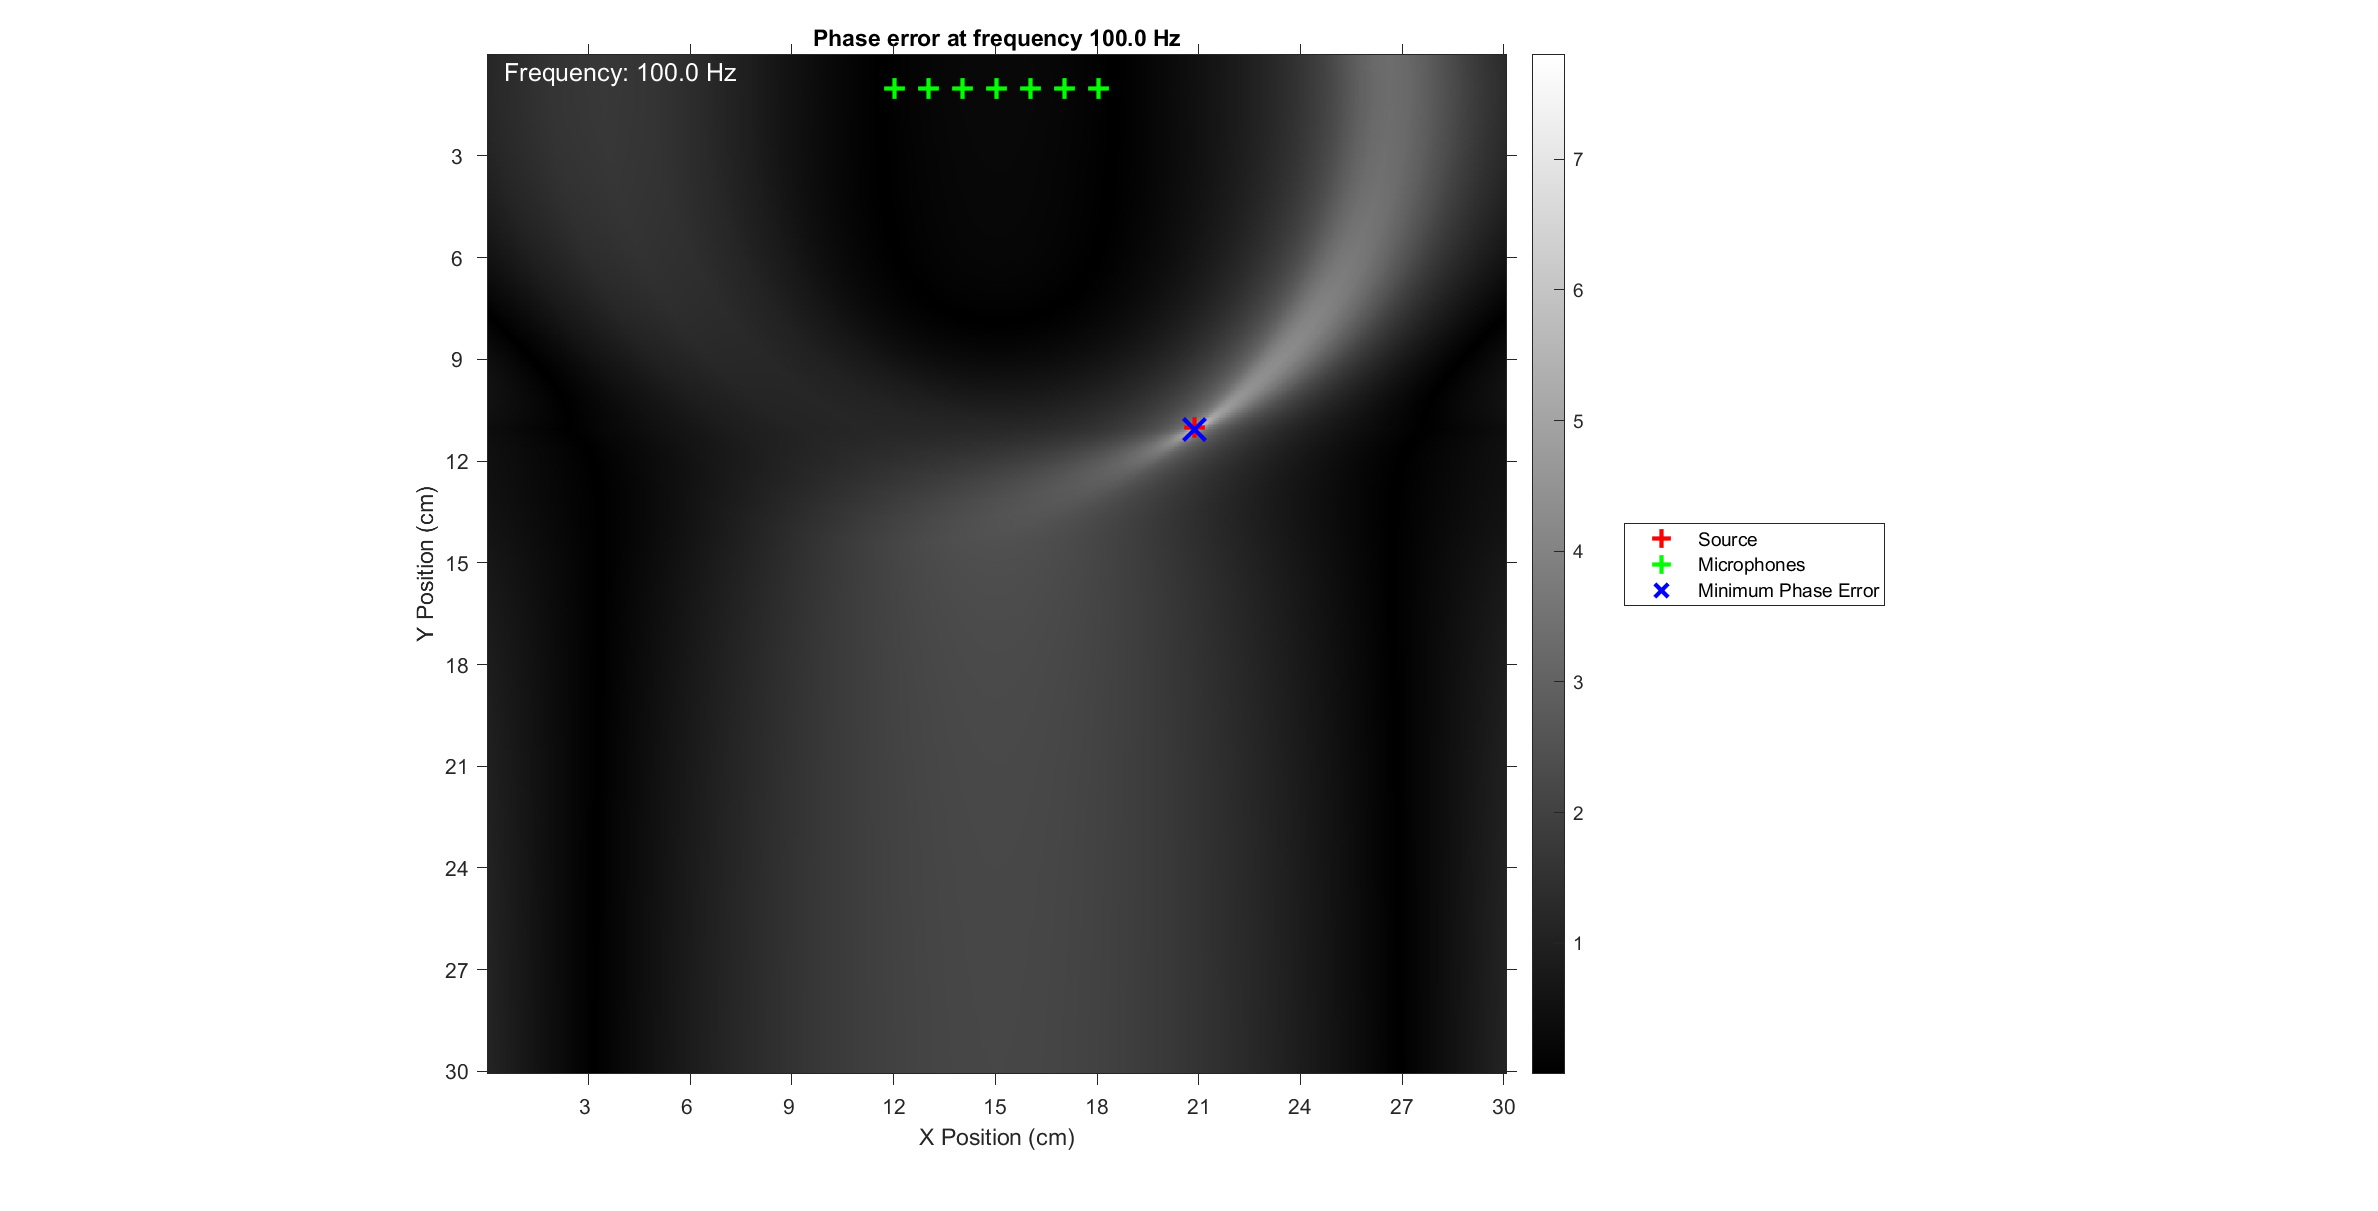 Phase error at frequency 100.0 Hz
Frequency: 100.0 Hz
3
6
9
12
15
18
21
24
27
30
Y Position (cm)
3 6 9 12 15 18 21 24 27 30
X Position (cm)
7
6
5
4
3
2
1
Source
Microphones
Minimum Phase Error